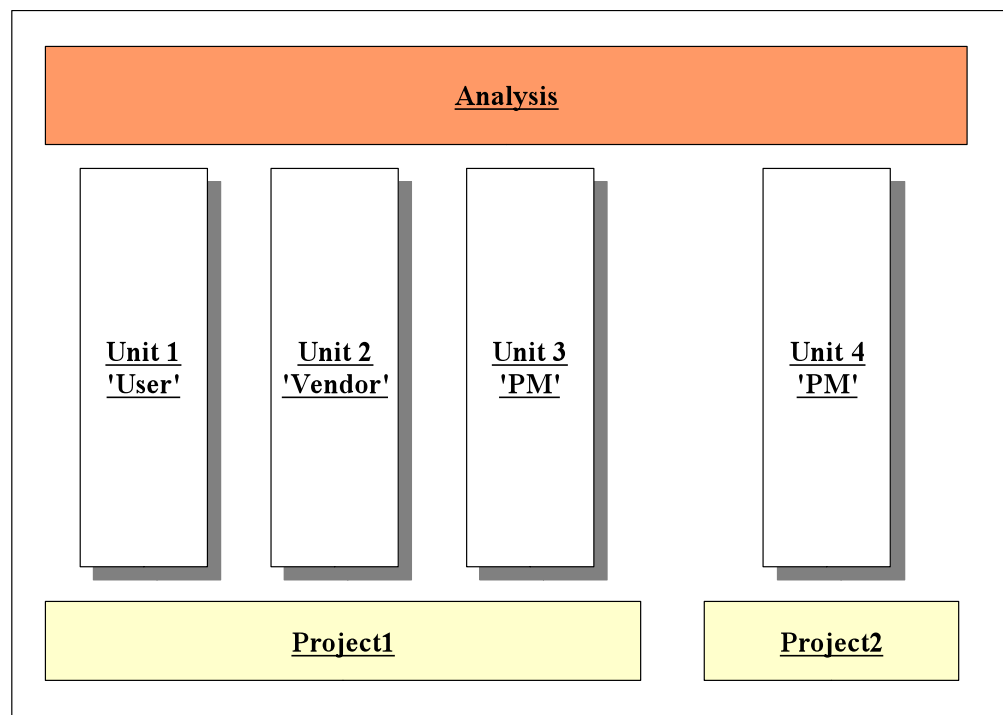 Analysis
Unit 1
'User'
Unit 2
'Vendor'
Unit 3
'PM'
Unit 4
'PM'
Project1
Project2